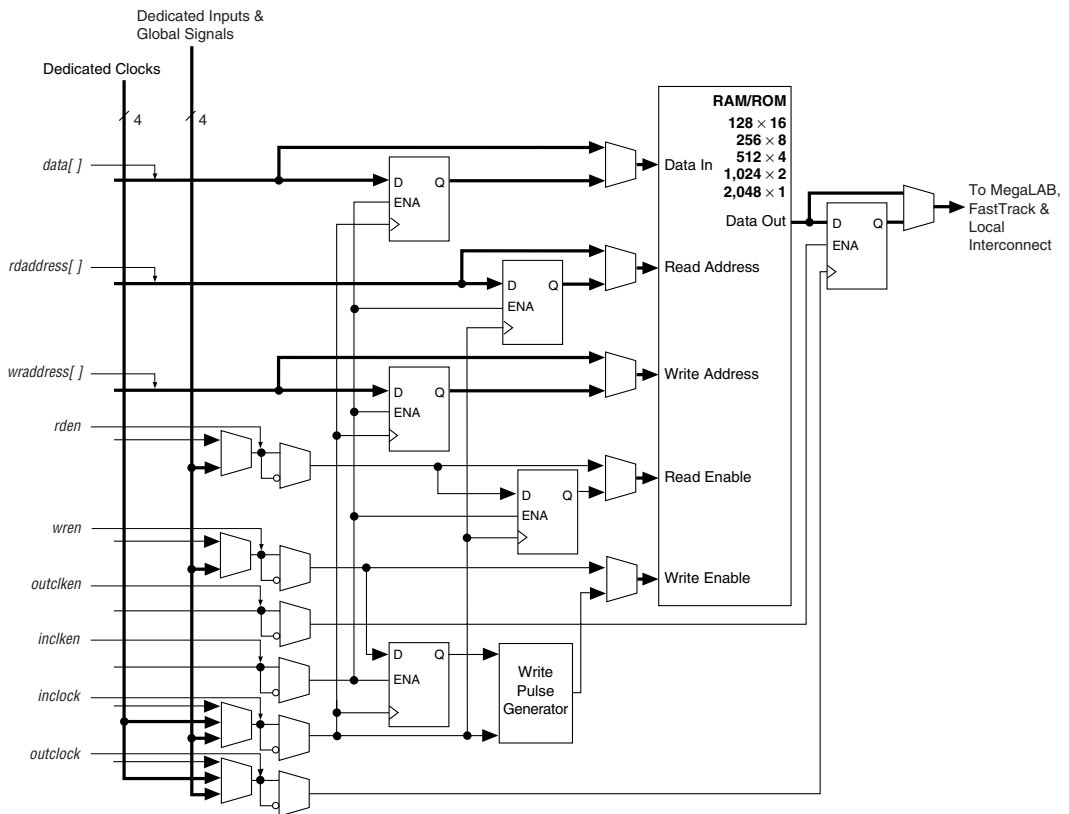 Dedicated Inputs &
Global Signals
Dedicated Clocks
4
4
RAM/ROM
128 × 16
256 × 8
512 × 4
1,024 × 2
2,048 × 1
data[ ]
D
Q
ENA
Data In
Data Out
D
Q
ENA
To MegaLAB,
FastTrack &
Local
Interconnect
rdaddress[ ]
D
Q
ENA
Read Address
wraddress[ ]
D
Q
ENA
Write Address
rden
D
Q
ENA
Read Enable
wren
Write Enable
outclken
inclken
D
Q
ENA
Write
Pulse
Generator
inclock
outclock